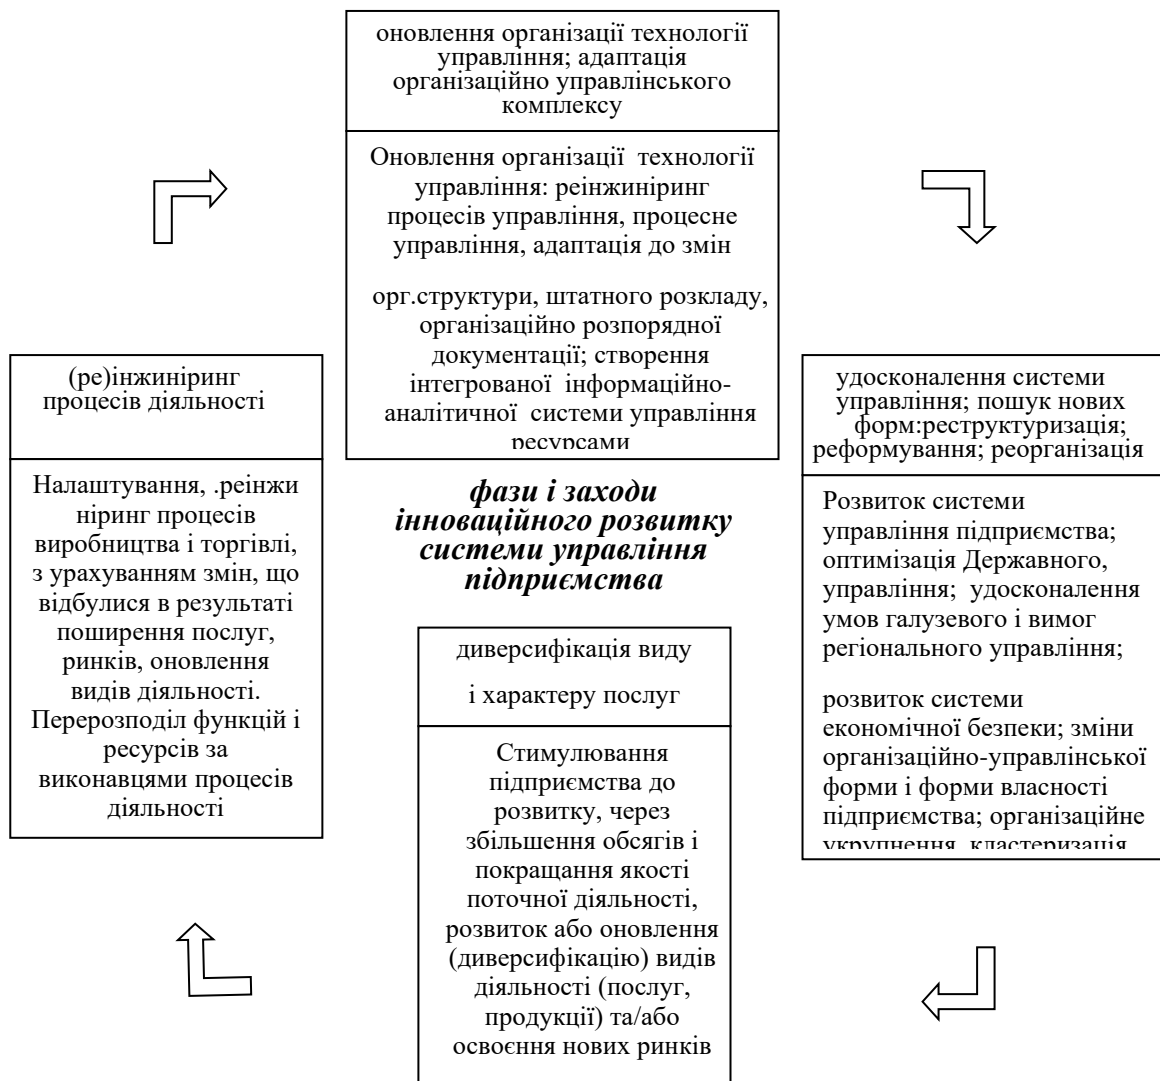 оновлення організації технології
управління; адаптація
організаційно управлінського
комплексу
Оновлення організації технології
управління: реінжиніринг
процесів управління, процесне
управління, адаптація до змін
орг.структури, штатного розкладу,
організаційно розпорядної
документації; створення
інтегрованої інформаційно-
аналітичної системи управління
ресурсами
(ре)інжиніринг
процесів діяльності
Налаштування, .реінжи
ніринг процесів
виробництва і торгівлі,
з урахуванням змін, що
відбулися в результаті
поширення послуг,
ринків, оновлення
видів діяльності.
Перерозподіл функцій і
ресурсів за
виконавцями процесів
діяльності
фази і заходи
інноваційного розвитку
системи управління
підприємства
удосконалення системи
управління; пошук нових
форм:реструктуризація;
реформування; реорганізація
Розвиток системи
управління підприємства;
оптимізація Державного,
управління; удосконалення
умов галузевого і вимог
регіонального управління;
розвиток системи
економічної безпеки; зміни
організаційно-управлінської
форми і форми власності
підприємства; організаційне
укрупнення, кластеризація
диверсифікація виду
і характеру послуг
Стимулювання
підприємства до
розвитку, через
збільшення обсягів і
покращання якості
поточної діяльності,
розвиток або оновлення
(диверсифікацію) видів
діяльності (послуг,
продукції) та/або
освоєння нових ринків